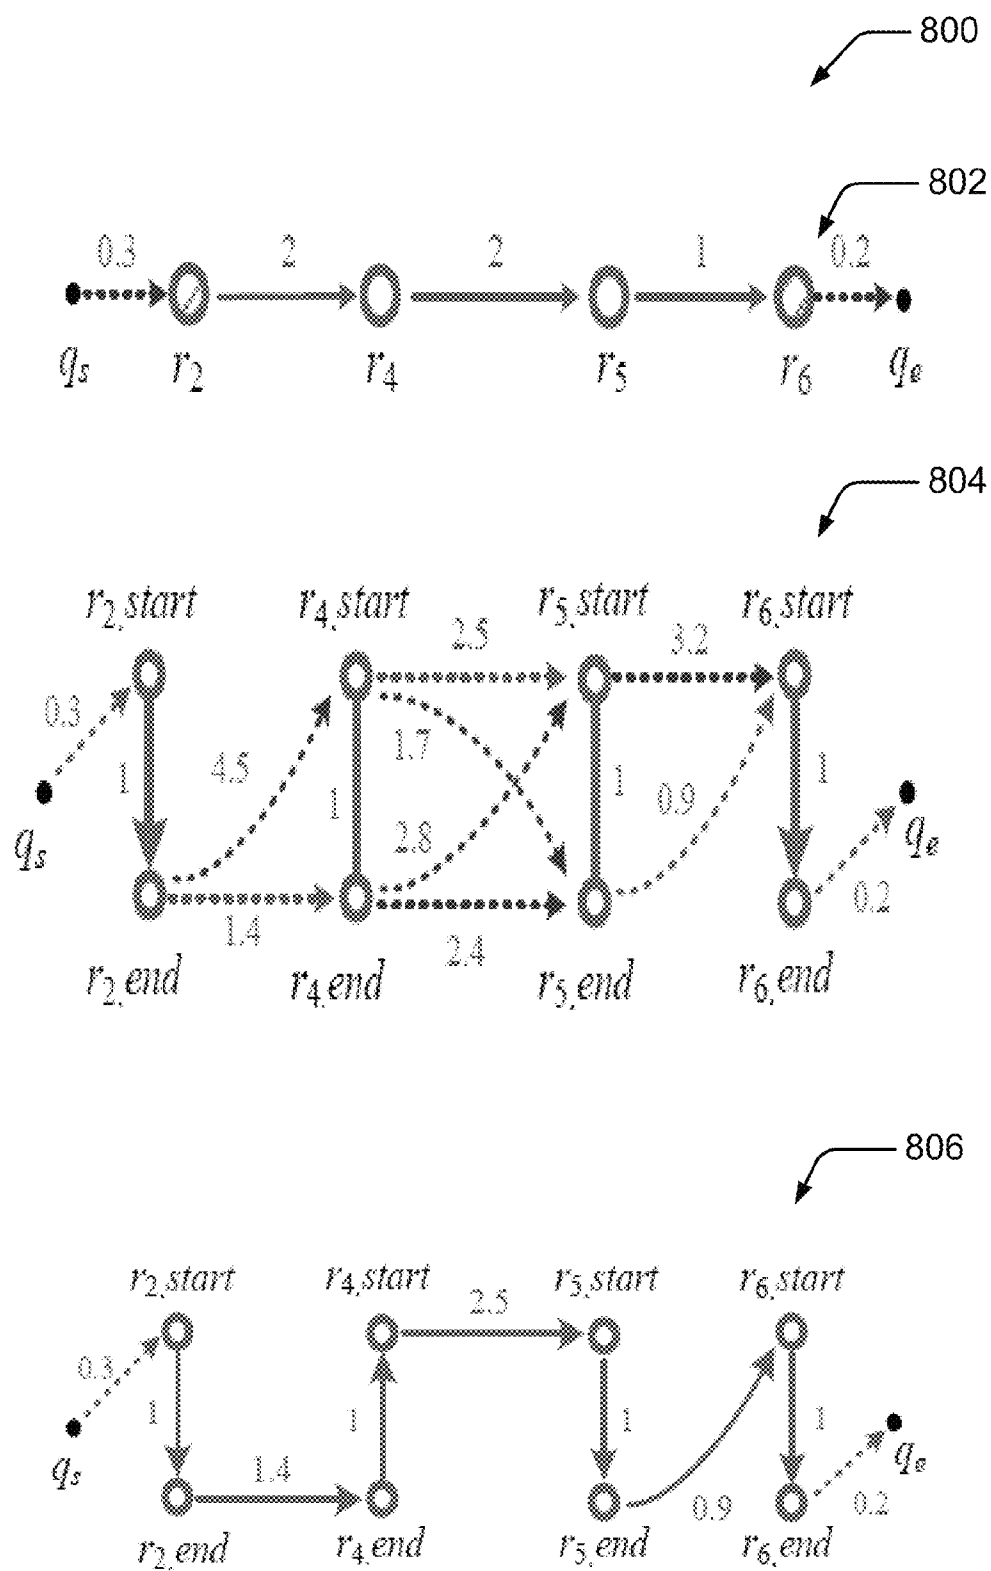 800
802
0.3 2 2 1 0.2
qs r2 r4 r5 r6 qe
804
r2.start r4.start r5.start r6.start
2.5 3.2
0.3
1.7
1 4.5 1 1 0.9 1
qs qe
2.8
1.4 2.4 0.2
r2.end r4.end r5.end r6.end
806
r2.start r4.start r5.start r6.start
2.5
0.3
1 1 1 1
qs qe
1.4 0.9 0.2
r2.end r4.end r5.end r6.end